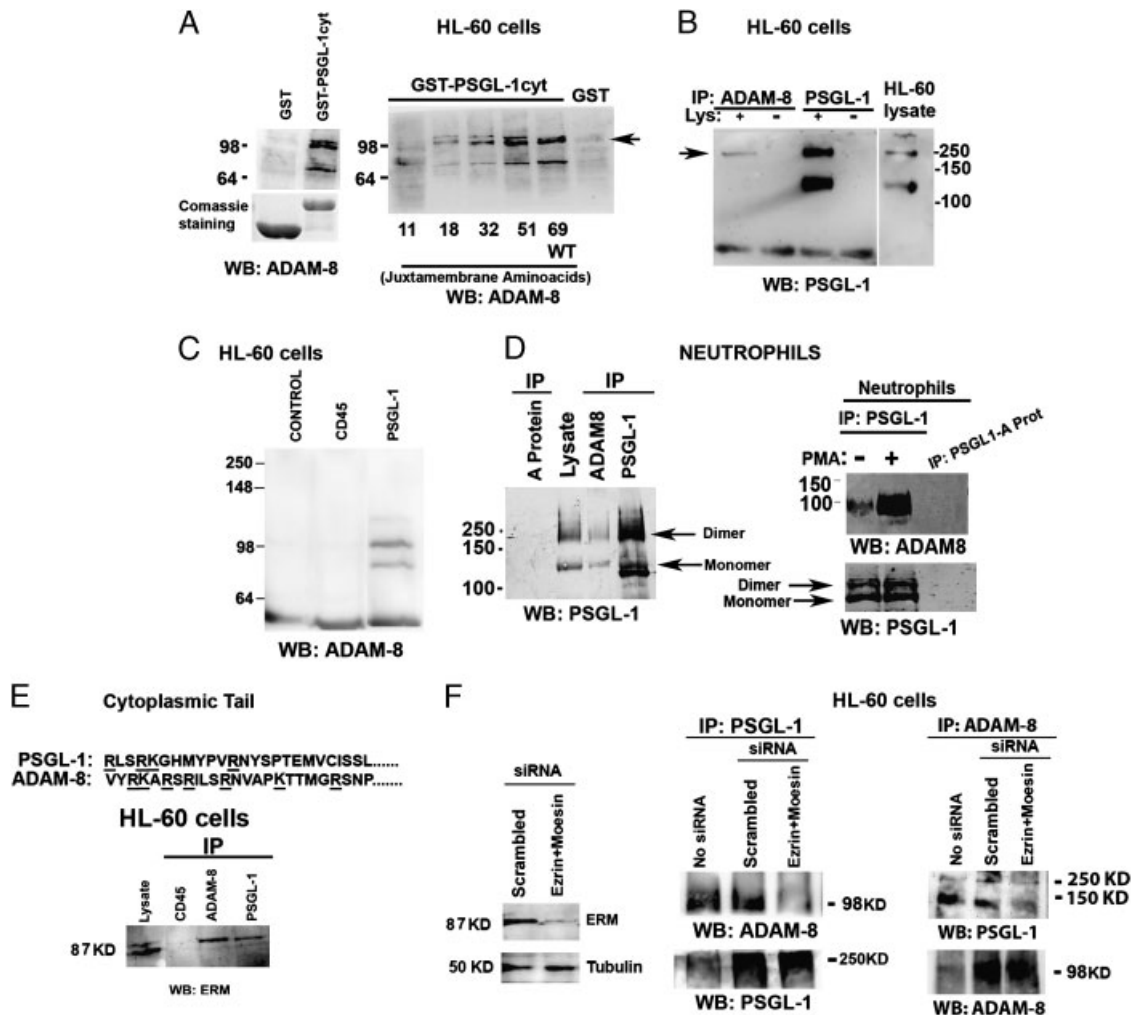 A
HL-60 cells
GST
GST-PSGL-1cyt
98
64
Comassie
staining
WB: ADAM-8
GST-PSGL-1cyt GST
98
64
11 18 32 51 69
WT
(Juxtamembrane Aminoacids)
WB: ADAM-8
B HL-60 cells
IP: ADAM-8 PSGL-1
HL-60
lysate
Lys: + - + -
-250
-150
-100
WB: PSGL-1
C HL-60 cells
CONTROL
CD45
PSGL-1
250
148
98
64
WB: ADAM-8
D NEUTROPHILS
IP IP
A Protein
Lysate
ADAM8
PSGL-1
250
150
100
Dimer
Monomer
WB: PSGL-1
Neutrophils
IP: PSGL-1
IP: PSGL1-A Prot
PMA: - +
150
100
WB: ADAM8
Dimer
Monomer
WB: PSGL-1
E Cytoplasmic Tail
PSGL-1: RLSRKGHMYPVRNYSPTEMVCISSL......
ADAM-8: VYRKARSRILSRNVAPKTTMGRSNP.......
HL-60 cells
IP
Lysate
CD45
ADAM-8
PSGL-1
87 KD
WB: ERM
F HL-60 cells
siRNA
Scrambled
Ezrin+Moesin
87 KD ERM
50 KD Tubulin
IP: PSGL-1
siRNA
No siRNA
Scrambled
Ezrin+Moesin
- 98KD
WB: ADAM-8
250KD
WB: PSGL-1
IP: ADAM-8
siRNA
No siRNA
Scrambled
Ezrin+Moesin
- 250 KD
- 150 KD
WB: PSGL-1
- 98KD
WB: ADAM-8